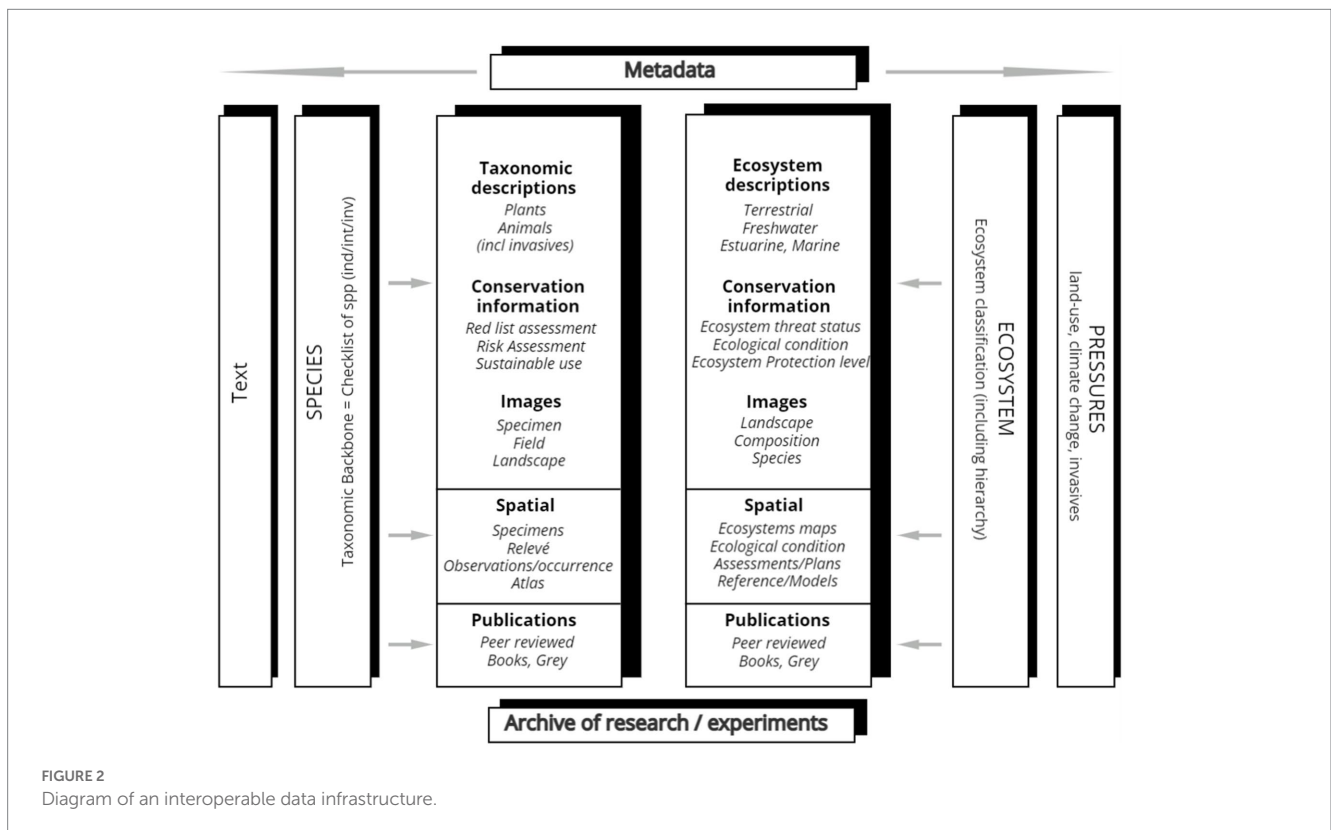 Metadada
Text
SPECIES
Taxonomic Backbone = Checklist of spp (ind/int/inv)
Taxonomic
descriptions
Plants
Animals
(incl invasives)
Conservation
information
Red list assessment
Risk Assessment
Sustainable use
Images
Specimen
Field
Landscape
Spatial
Specimens
Relevé
Observations/occurrence
Atlas
Publications
Peer reviewed
Books, Grey
Ecosystem
descriptions
Terrestrial
Freshwater
Estuarine, Marine
Conservation
information
Ecosystem threat status
Ecological condition
Ecosystem Protection level
Images
Landscape
Composition
Species
Spatial
Ecosystems maps
Ecological condition
Assessments/Plans
Reference/Models
Publications
Peer reviewed
Books, Grey
ECOSYSTEM
Ecosystem classification (including hierarchy)
PRESSURES
land-use, climate change, invasives
Archive of research / experiments
FIGURE 2
Diagram of an interoperable data infrastructure.